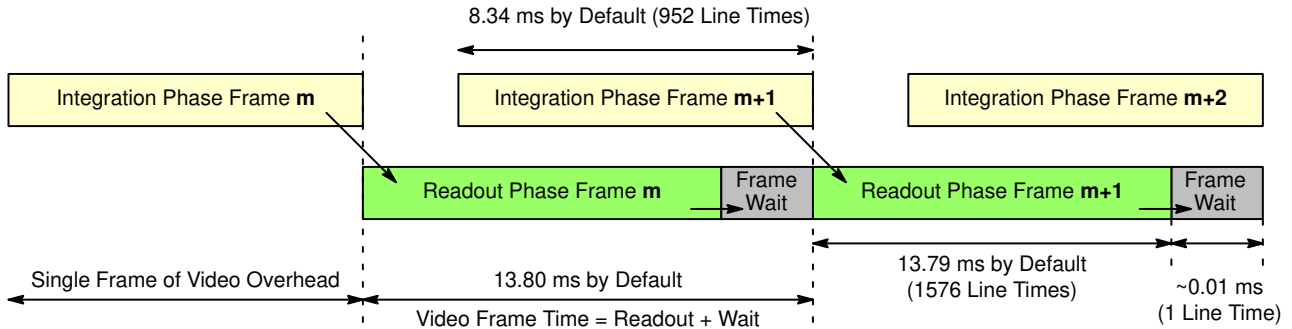 8.34 ms by Default (952 Line Times)
Integration Phase Frame m
Integration Phase Frame m+1
Integration Phase Frame m+2
Readout Phase Frame m
Frame
Wait
Readout Phase Frame m+1
Frame
Wait
Single Frame of Video Overhead
13.80 ms by Default
Video Frame Time = Readout + Wait
13.79 ms by Default
(1576 Line Times)
~0.01 ms
(1 Line Time)